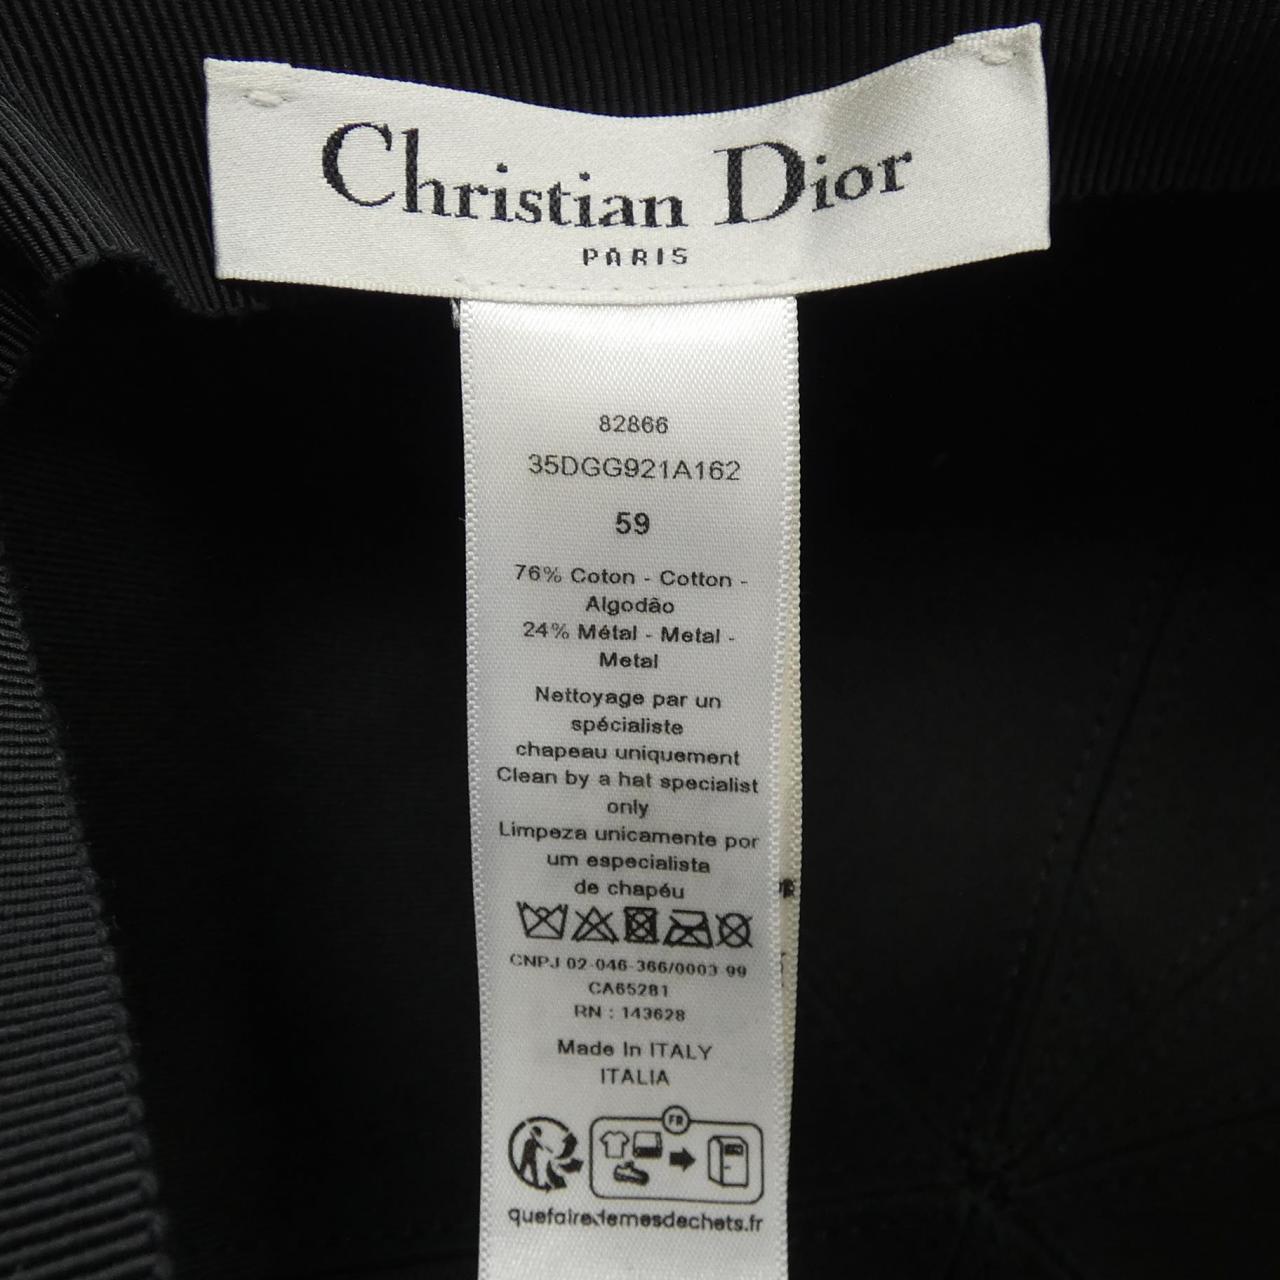 Christian Dior
PARIS
82866
35DGG921A162
59
76% Coton - Cotton -
Algodão
24% Métal - Metal -
Metal
Nettoyage par un
spécialiste
chapeau uniquement
Clean by a hat specialist
only
Limpeza unicamente por
um especialista
de chapéu
CNPJ 02-046-366/0003-99
CA65281
RN : 143628
Made In ITALY
ITALIA
FR
quefairedemesdechets.fr